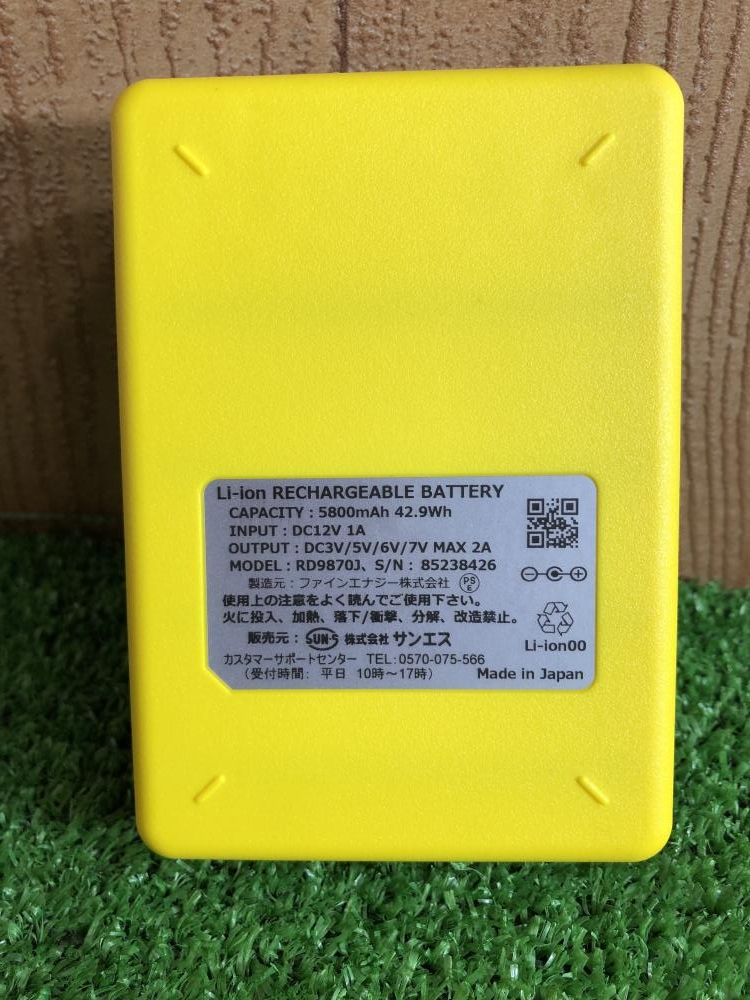 Li-ion RECHARGEABLE BATTERY
CAPACITY : 5800mAh 42.9Wh
INPUT : DC12V 1A
OUTPUT : DC3V/5V/6V/7V MAX 2A
MODEL : RD9870J、S/N : 85238426
製造元 : ファインエナジー株式会社 PSE
使用上の注意をよく読んでご使用下さい。
火に投入、加熱、落下/衝撃、分解、改造禁止。
販売元 : SUN-S 株式会社 サンエス
カスタマーサポートセンター TEL:0570-075-566
(受付時間: 平日 10時〜17時)
Li-ion00
Made in Japan